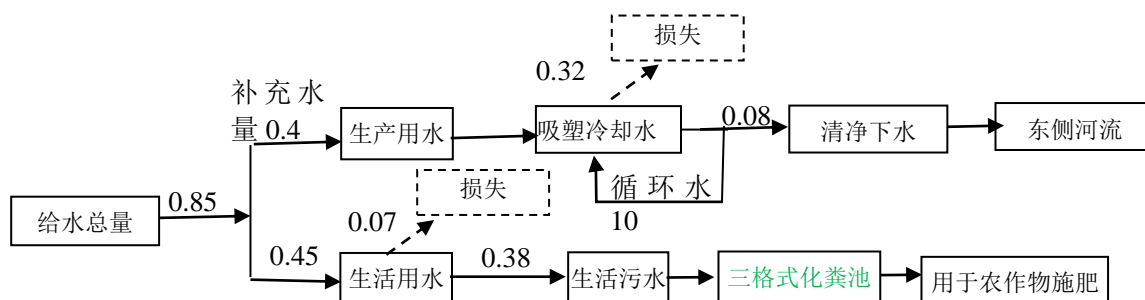 损失
0.32
补充水
量
0.4
生产用水
吸塑冷却水
0.08
清净下水
东侧河流
损失
循环水
10
给水总量
0.85
0.07
0.45
生活用水
0.38
生活污水
三格式化粪池
用于农作物施肥